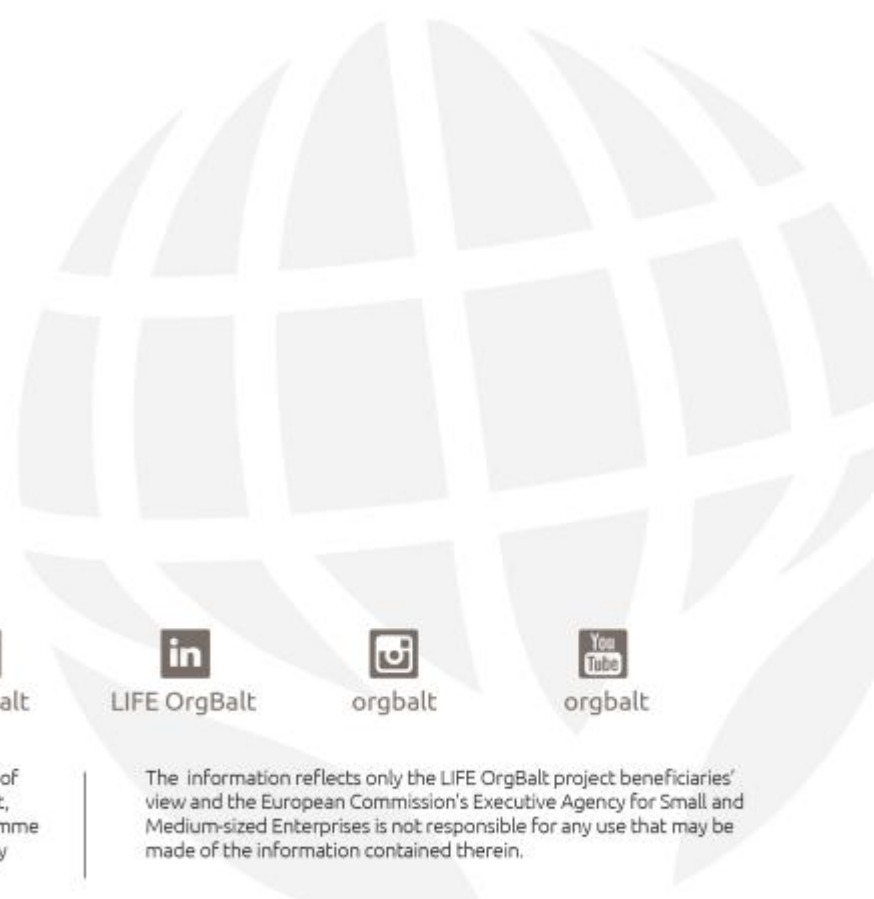 in
You
Tube
alt
LIFE OrgBalt
orgbalt
orgbalt
of
t,
mme
y
The information reflects only the LIFE OrgBalt project beneficiaries'
view and the European Commission's Executive Agency for Small and
Medium-sized Enterprises is not responsible for any use that may be
made of the information contained therein.